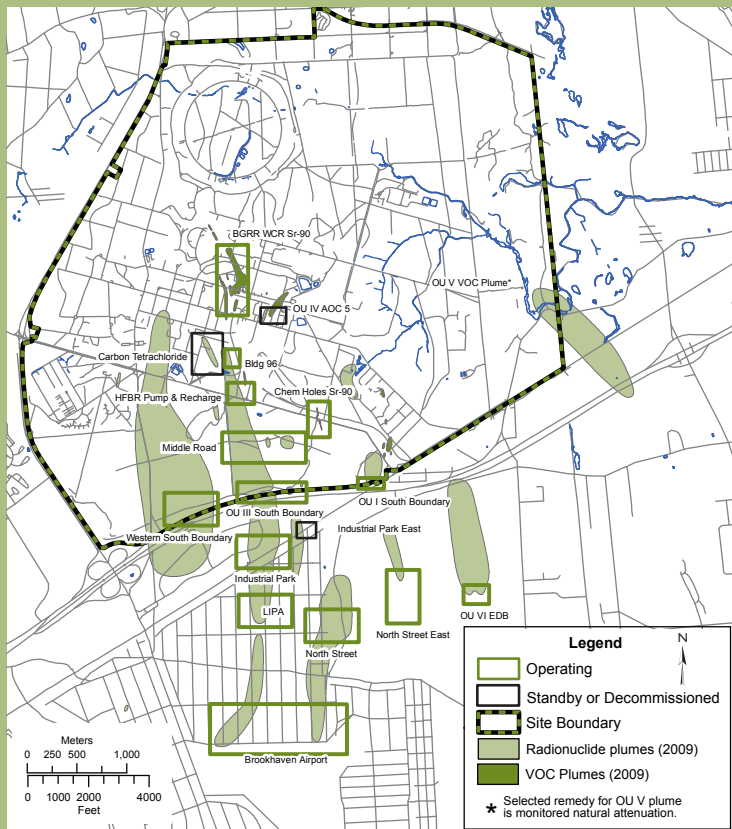 BGRR WCR Sr-90
OU V VOC Plume*
OU IV AOC 5
Carbon Tetrachloride
Bldg 96
HFBR Pump & Recharge
Chem Holes Sr-90
Middle Road
OU I South Boundary
OU III South Boundary
Western South Boundary
Industrial Park East
Industrial Park
LIPA
OU VI EDB
North Street East
North Street
Brookhaven Airport
Meters
0 250 500 1,000
0 1000 2000 4000
Feet
Legend
N
Operating
Standby or Decommissioned
Site Boundary
Radionuclide plumes (2009)
VOC Plumes (2009)
* Selected remedy for OU V plume
is monitored natural attenuation.